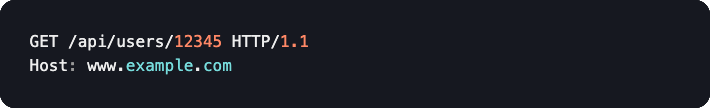 GET /api/users/12345 HTTP/1.1
Host: www.example.com